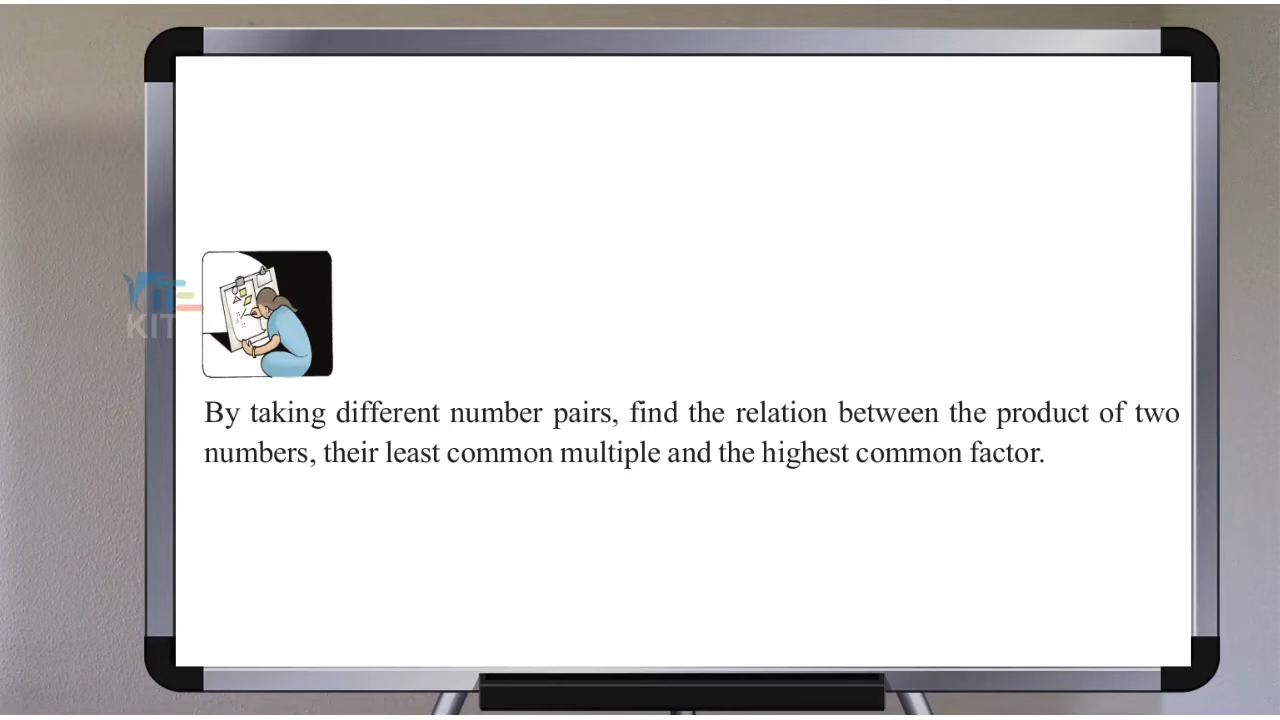 KIT
By taking different number pairs, find the relation between the product of two
numbers, their least common multiple and the highest common factor.